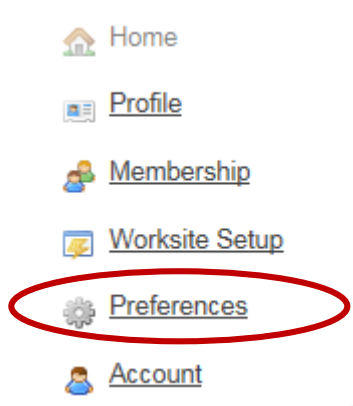 Home
Profile
Membership
Worksite Setup
Preferences
Account